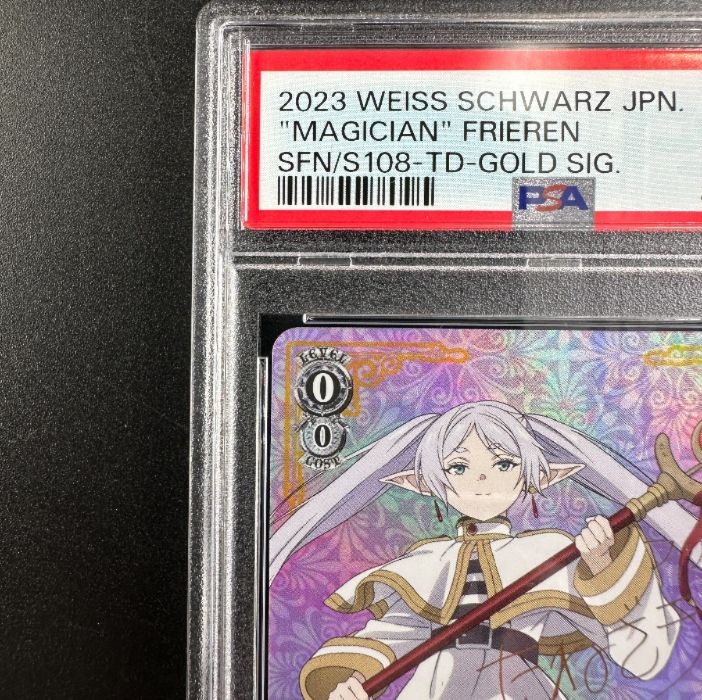 2023 WEISS SCHWARZ JPN.
"MAGICIAN" FRIEREN
SFN/S108-TD-GOLD SIG.
PSA
LEVEL
0
0
COST